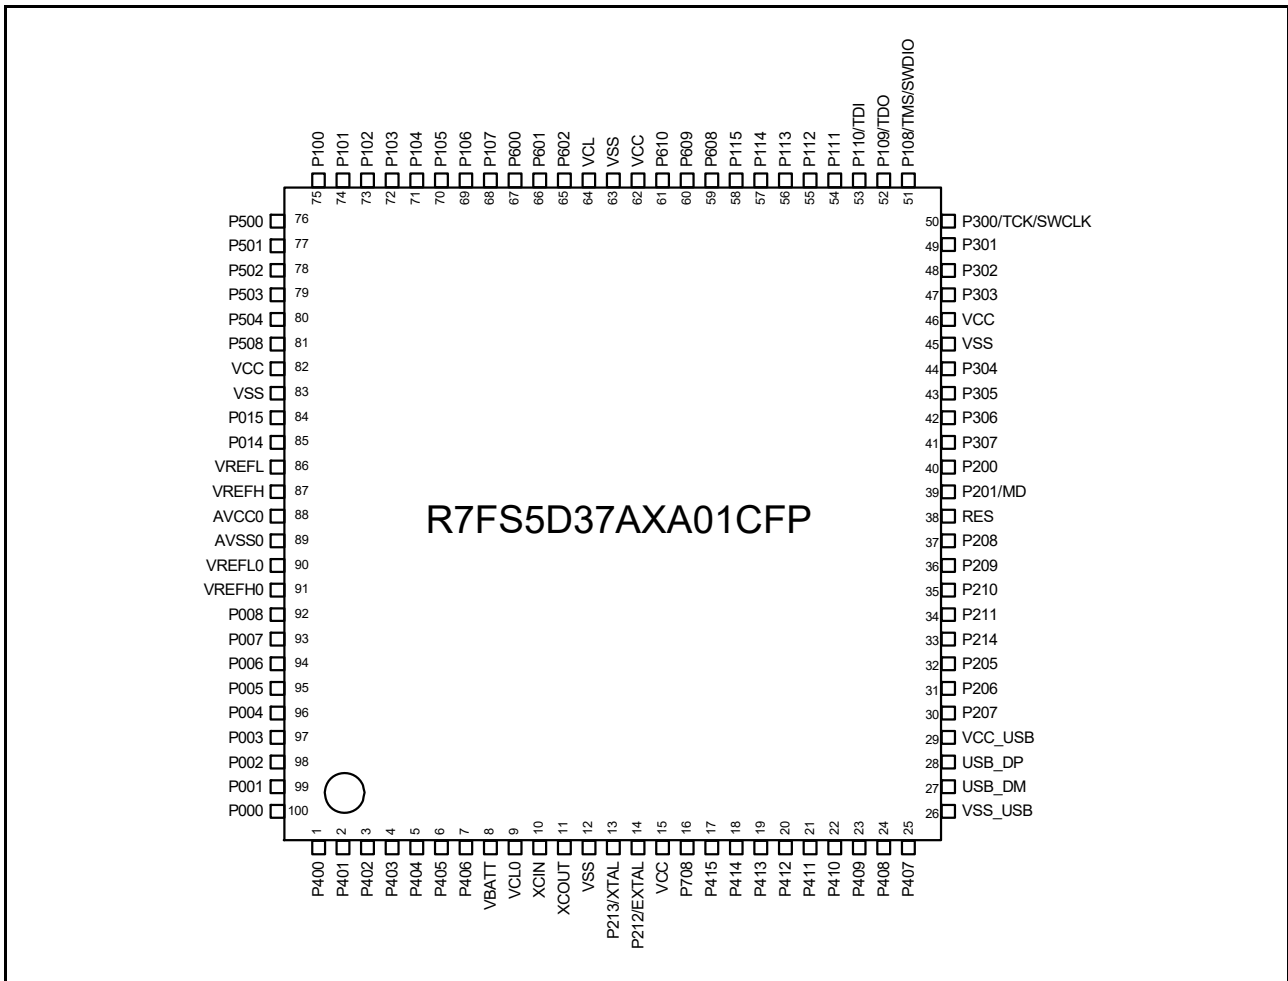 P100 P101 P102 P103 P104 P105 P106 P107 P600 P601 P602 VCL VSS VCC P610 P609 P608 P115 P114 P113 P112 P111 P110/TDI P109/TDO P108/TMS/SWDIO
75 74 73 72 71 70 69 68 67 66 65 64 63 62 61 60 59 58 57 56 55 54 53 52 51
P500 76 50 P300/TCK/SWCLK
P501 77 49 P301
P502 78 48 P302
P503 79 47 P303
P504 80 46 VCC
P508 81 45 VSS
VCC 82 44 P304
VSS 83 43 P305
P015 84 42 P306
P014 85 41 P307
VREFL 86 40 P200
VREFH 87 39 P201/MD
AVCC0 88 R7FS5D37AXA01CFP 38 RES
AVSS0 89 37 P208
VREFL0 90 36 P209
VREFH0 91 35 P210
P008 92 34 P211
P007 93 33 P214
P006 94 32 P205
P005 95 31 P206
P004 96 30 P207
P003 97 29 VCC_USB
P002 98 28 USB_DP
P001 99 27 USB_DM
P000 100 26 VSS_USB
1 2 3 4 5 6 7 8 9 10 11 12 13 14 15 16 17 18 19 20 21 22 23 24 25
P400 P401 P402 P403 P404 P405 P406 VBATT VCL0 XCIN XCOUT VSS P213/XTAL P212/EXTAL VCC P708 P415 P414 P413 P412 P411 P410 P409 P408 P407